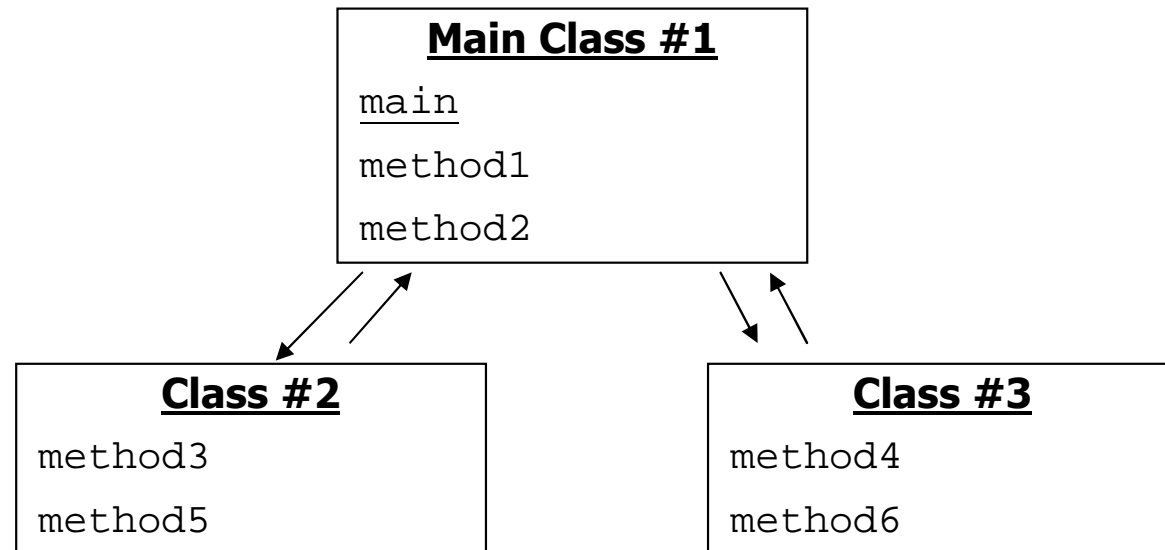 Main Class #1
main
method1
method2
Class #2
method3
method5
Class #3
method4
method6